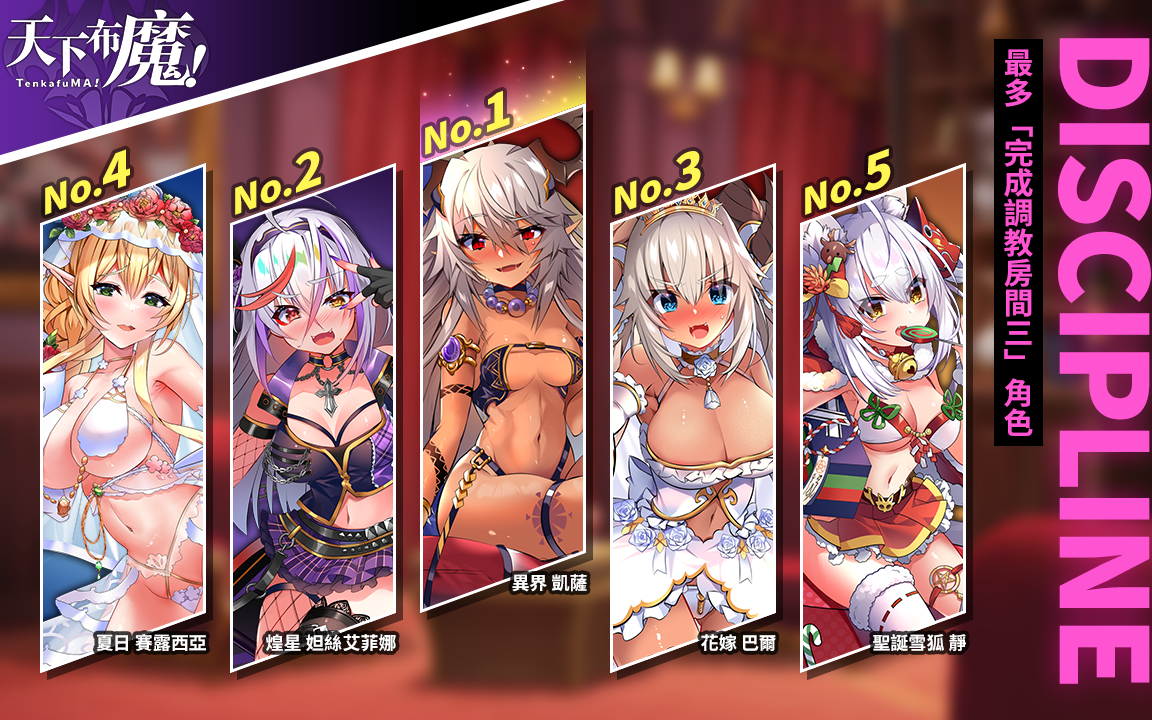 天下布魔!
TenkafuMA!
No.4
夏日 賽露西亞
No.2
煌星 妲絲艾菲娜
No.1
異界 凱薩
No.3
花嫁 巴爾
No.5
聖誕雪狐 靜
最多「完成調教房間三」角色
DISCIPLINE